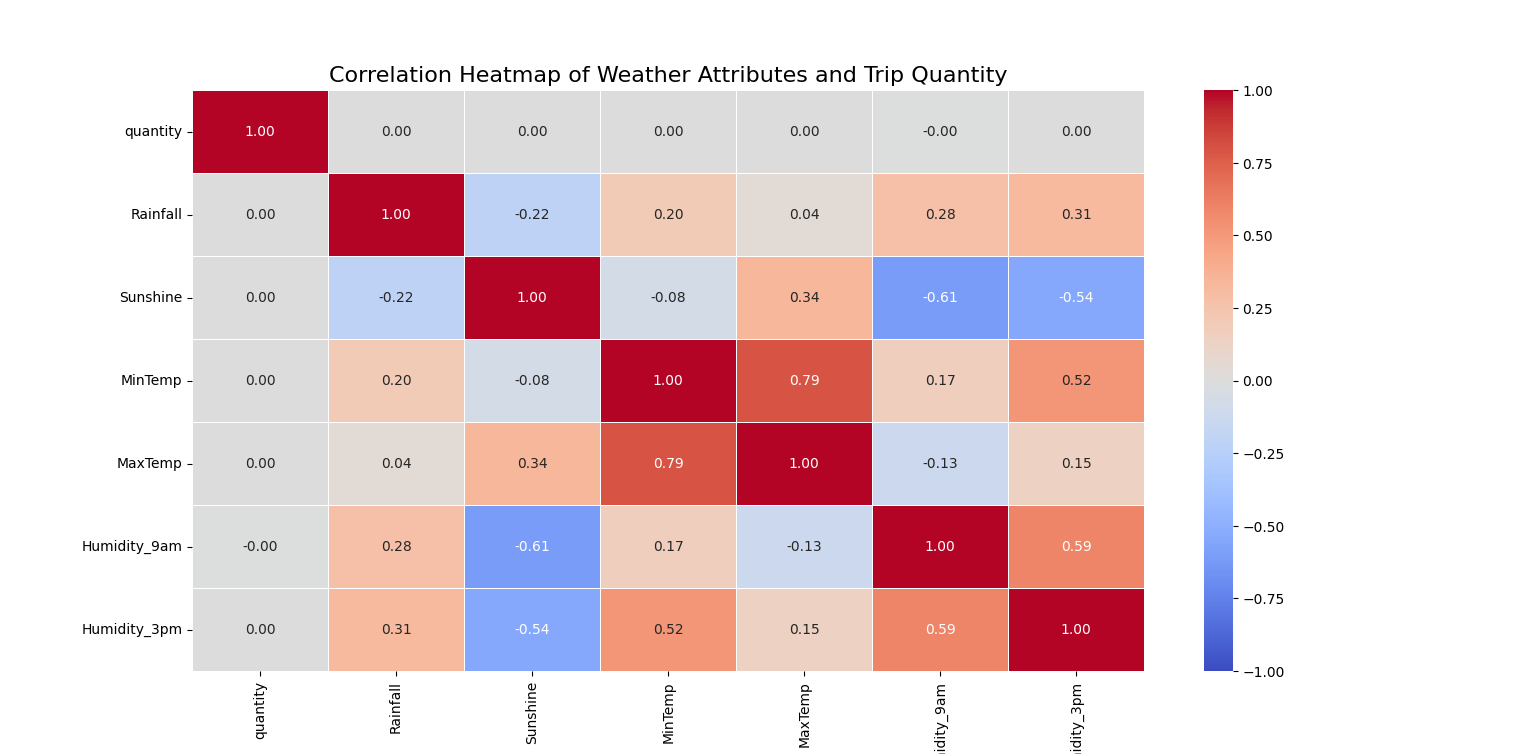 Correlation Heatmap of Weather Attributes and Trip Quantity
quantity 1.00 0.00 0.00 0.00 0.00 -0.00 0.00
Rainfall 0.00 1.00 -0.22 0.20 0.04 0.28 0.31
Sunshine 0.00 -0.22 1.00 -0.08 0.34 -0.61 -0.54
MinTemp 0.00 0.20 -0.08 1.00 0.79 0.17 0.52
MaxTemp 0.00 0.04 0.34 0.79 1.00 -0.13 0.15
Humidity_9am -0.00 0.28 -0.61 0.17 -0.13 1.00 0.59
Humidity_3pm 0.00 0.31 -0.54 0.52 0.15 0.59 1.00
quantity
Rainfall
Sunshine
MinTemp
MaxTemp
idity_9am
idity_3pm
1.00
0.75
0.50
0.25
0.00
−0.25
−0.50
−0.75
−1.00